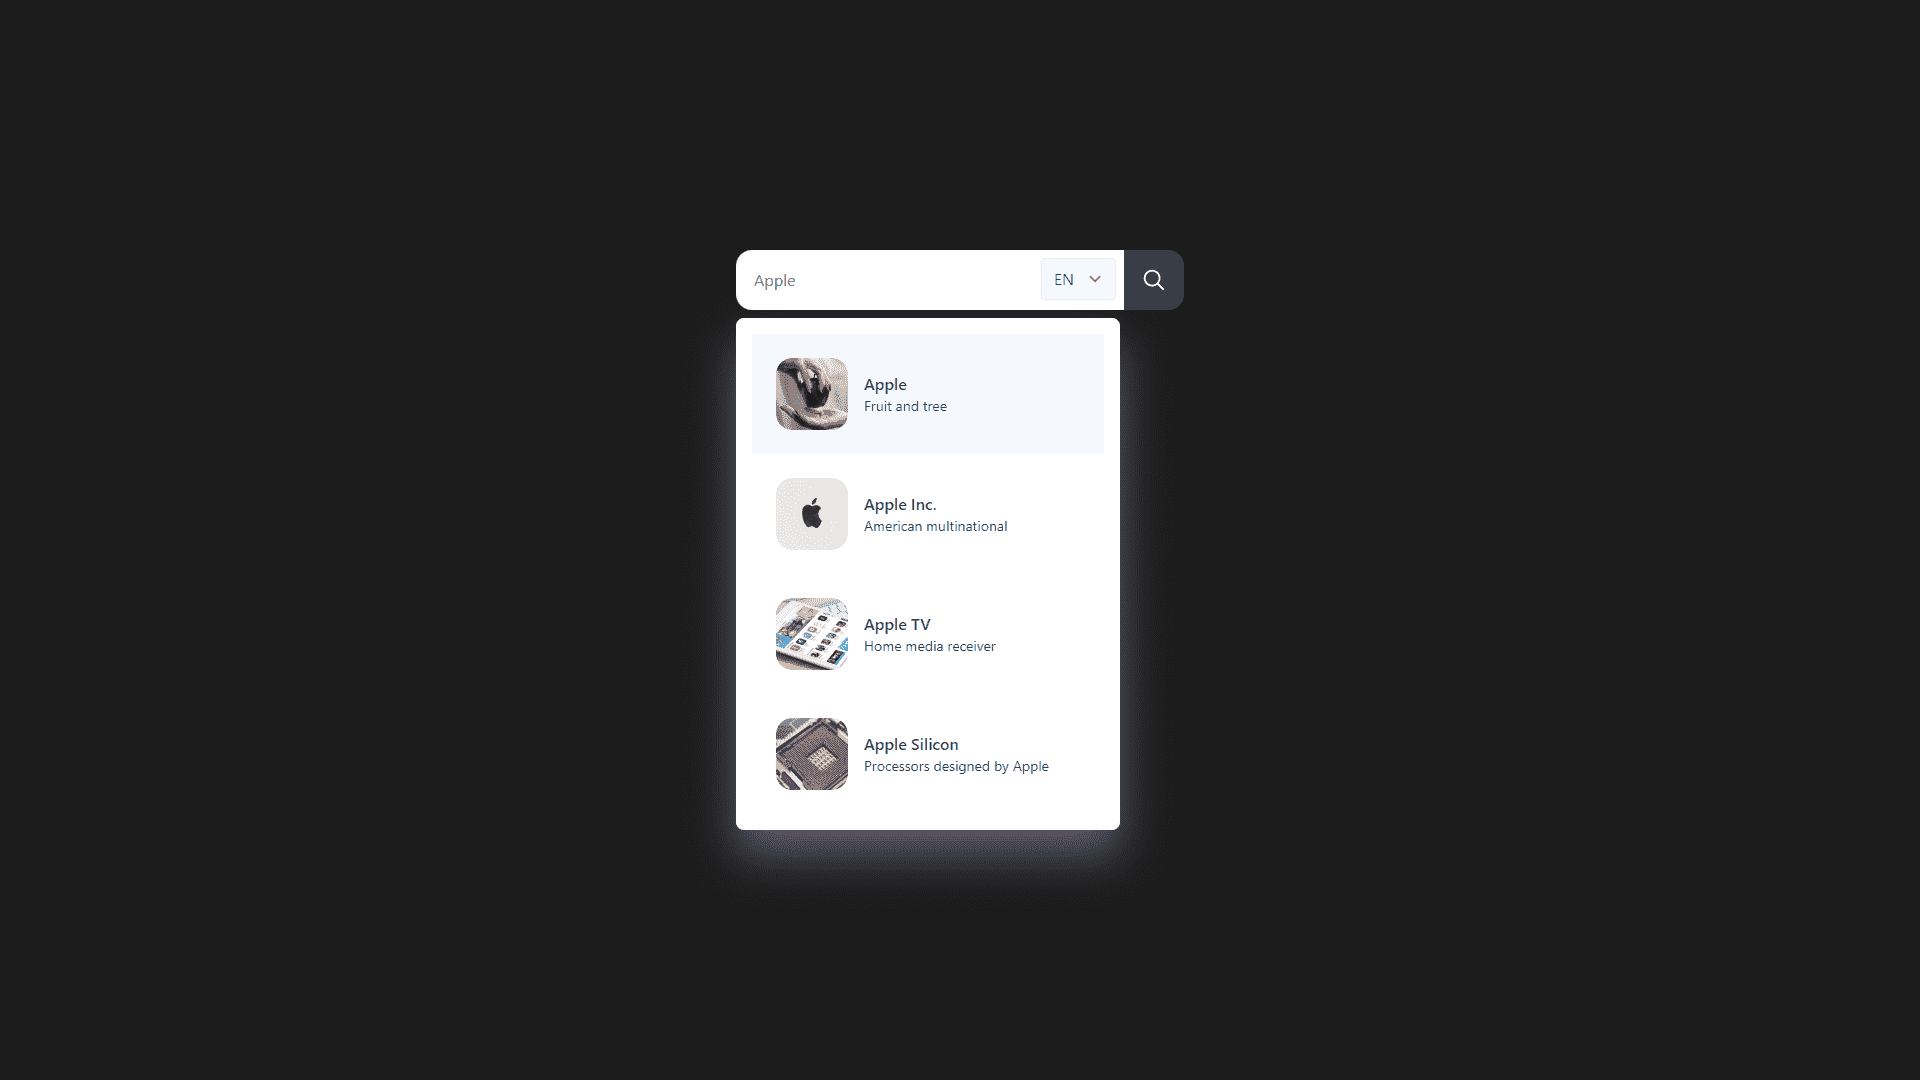 Apple
EN
Apple
Fruit and tree
Apple Inc.
American multinational
Apple TV
Home media receiver
Apple Silicon
Processors designed by Apple